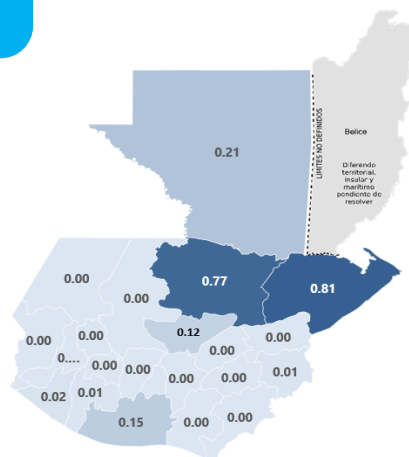 0.21
LIMITES NO DEFINIDOS
Belice
Diferendo
territorial,
insular y
marítimo
pendiente de
resolver
0.77
0.81
0.00
0.00
0.12
0.00
0.00
0.00
0.00
0....
0.00
0.00
0.00
0.00
0.01
0.02
0.01
0.15
0.00
0.00